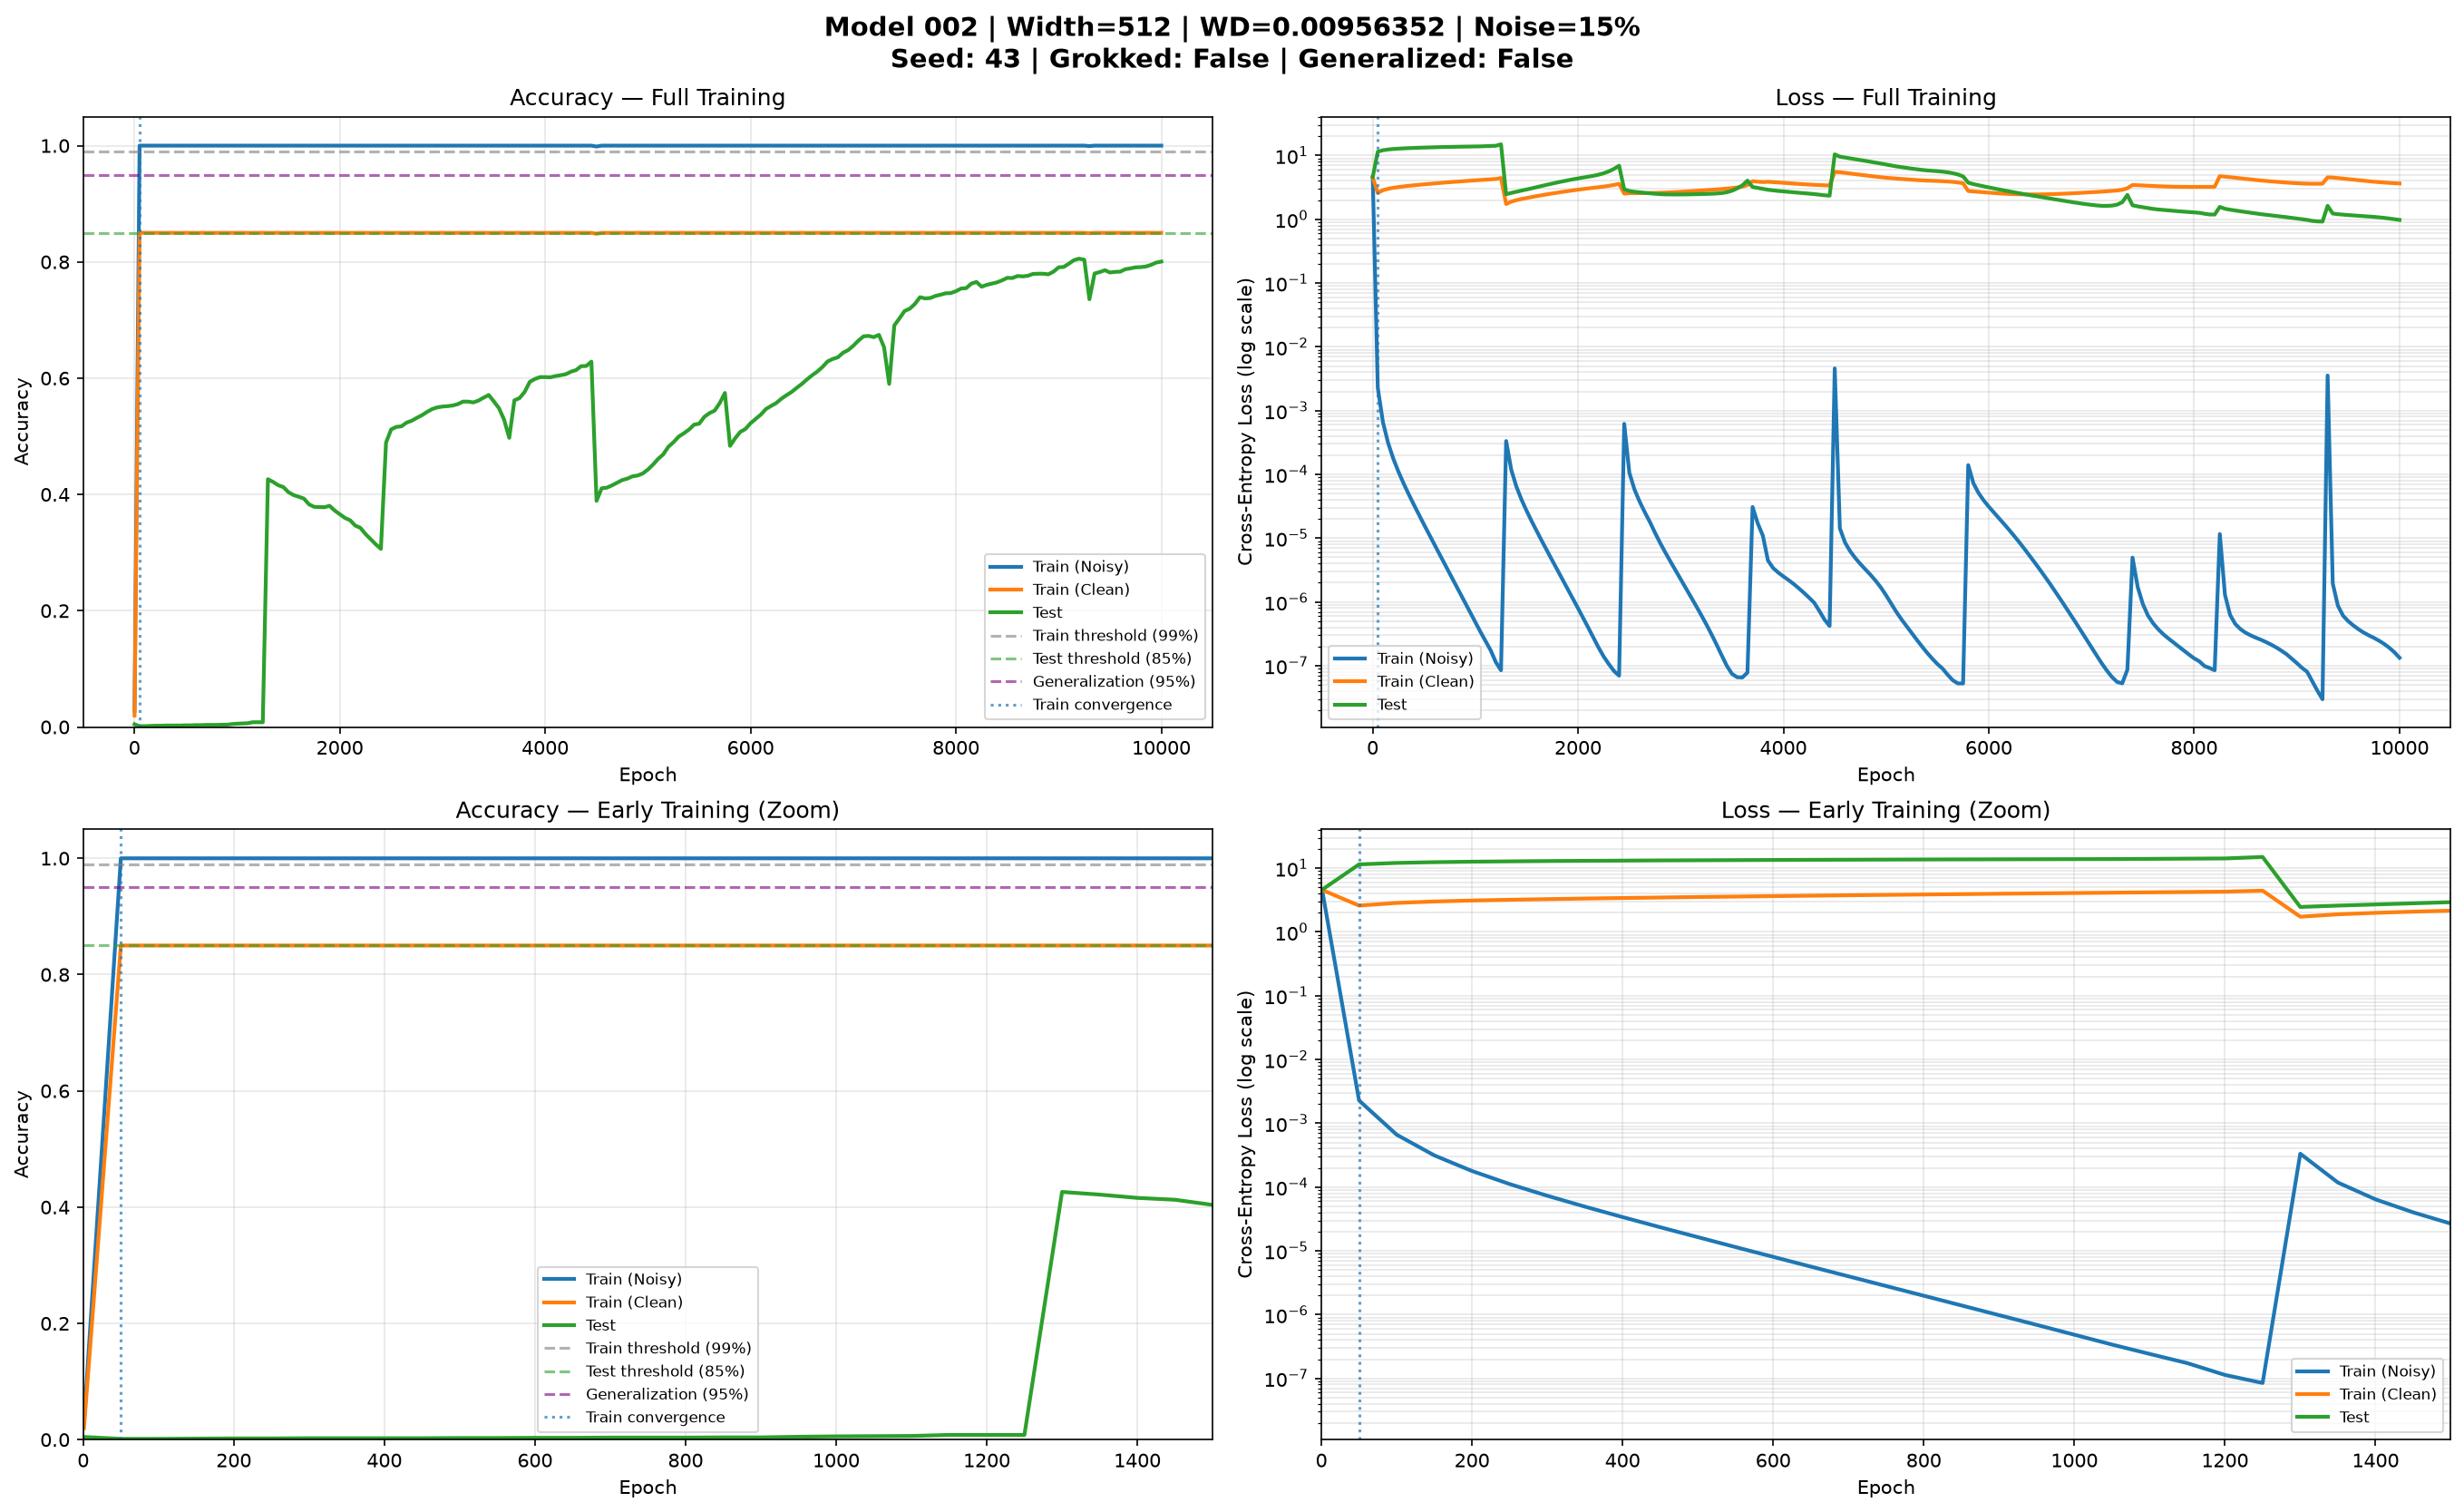 Model 002 | Width=512 | WD=0.00956352 | Noise=15%
Seed: 43 | Grokked: False | Generalized: False
Accuracy — Full Training
Accuracy
1.0
0.8
0.6
0.4
0.2
0.0
Train (Noisy)
Train (Clean)
Test
Train threshold (99%)
Test threshold (85%)
Generalization (95%)
Train convergence
0 2000 4000 6000 8000 10000
Epoch
Loss — Full Training
Cross-Entropy Loss (log scale)
10¹
10⁰
10⁻¹
10⁻²
10⁻³
10⁻⁴
10⁻⁵
10⁻⁶
10⁻⁷
Train (Noisy)
Train (Clean)
Test
0 2000 4000 6000 8000 10000
Epoch
Accuracy — Early Training (Zoom)
Accuracy
1.0
0.8
0.6
0.4
0.2
0.0
Train (Noisy)
Train (Clean)
Test
Train threshold (99%)
Test threshold (85%)
Generalization (95%)
Train convergence
0 200 400 600 800 1000 1200 1400
Epoch
Loss — Early Training (Zoom)
Cross-Entropy Loss (log scale)
10¹
10⁰
10⁻¹
10⁻²
10⁻³
10⁻⁴
10⁻⁵
10⁻⁶
10⁻⁷
Train (Noisy)
Train (Clean)
Test
0 200 400 600 800 1000 1200 1400
Epoch